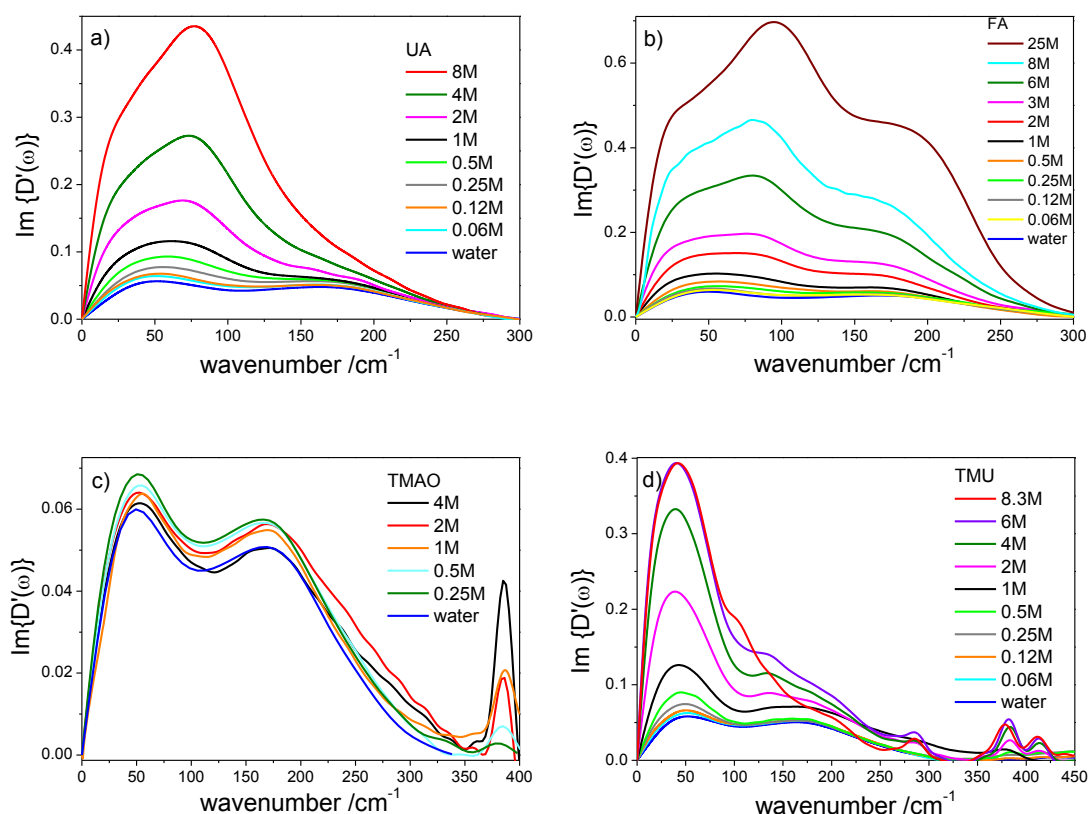 a)
UA
8M
4M
2M
1M
0.5M
0.25M
0.12M
0.06M
water
Im {D'(ω)}
0.4
0.3
0.2
0.1
0.0
0 50 100 150 200 250 300
wavenumber /cm⁻¹
b)
FA
25M
8M
6M
3M
2M
1M
0.5M
0.25M
0.12M
0.06M
water
Im{D'(ω)}
0.6
0.4
0.2
0.0
0 50 100 150 200 250 300
wavenumber /cm⁻¹
c)
TMAO
4M
2M
1M
0.5M
0.25M
water
Im{D'(ω)}
0.06
0.04
0.02
0.00
0 50 100 150 200 250 300 350 400
wavenumber /cm⁻¹
d)
TMU
8.3M
6M
4M
2M
1M
0.5M
0.25M
0.12M
0.06M
water
Im {D'(ω)}
0.4
0.3
0.2
0.1
0.0
0 50 100 150 200 250 300 350 400 450
wavenumber /cm⁻¹